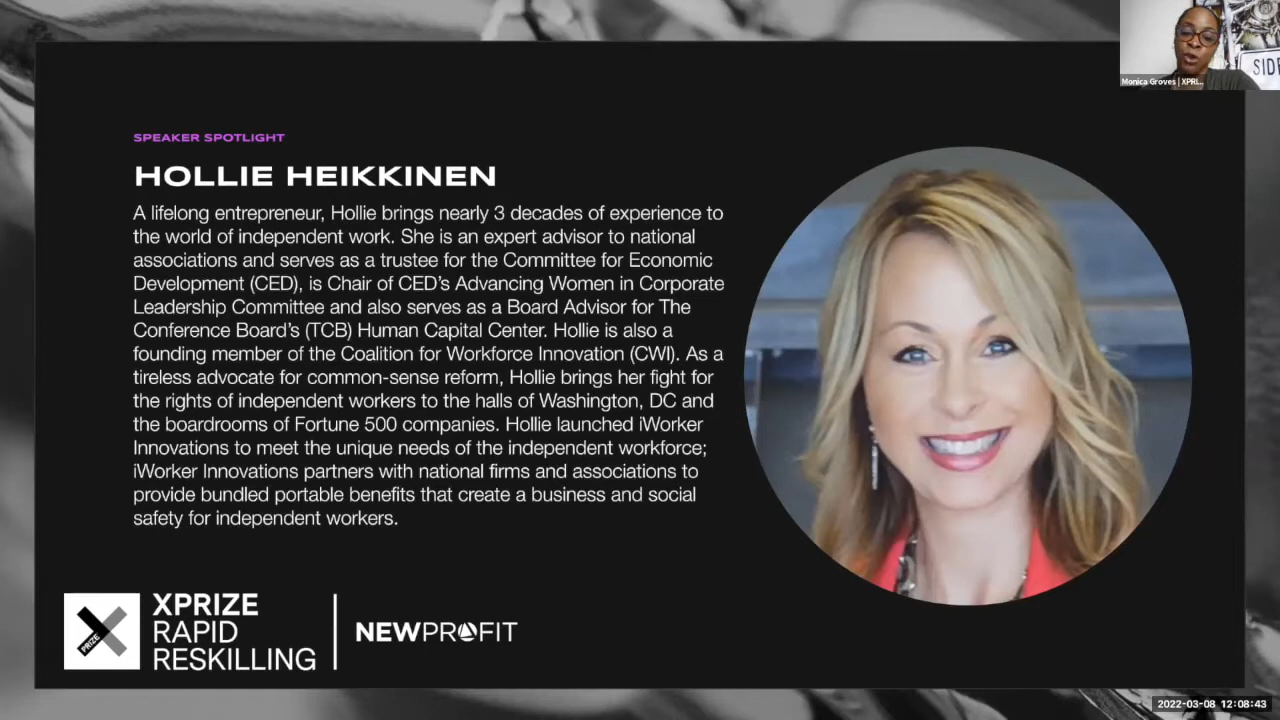 SID
Monica Groves | XPRI...
SPEAKER SPOTLIGHT
HOLLIE HEIKKINEN
A lifelong entrepreneur, Hollie brings nearly 3 decades of experience to
the world of independent work. She is an expert advisor to national
associations and serves as a trustee for the Committee for Economic
Development (CED), is Chair of CED's Advancing Women in Corporate
Leadership Committee and also serves as a Board Advisor for The
Conference Board's (TCB) Human Capital Center. Hollie is also a
founding member of the Coalition for Workforce Innovation (CWI). As a
tireless advocate for common-sense reform, Hollie brings her fight for
the rights of independent workers to the halls of Washington, DC and
the boardrooms of Fortune 500 companies. Hollie launched iWorker
Innovations to meet the unique needs of the independent workforce;
iWorker Innovations partners with national firms and associations to
provide bundled portable benefits that create a business and social
safety for independent workers.
PRIZE
XPRIZE
RAPID
RESKILLING
NEWPROFIT
2022-03-08 12:08:43